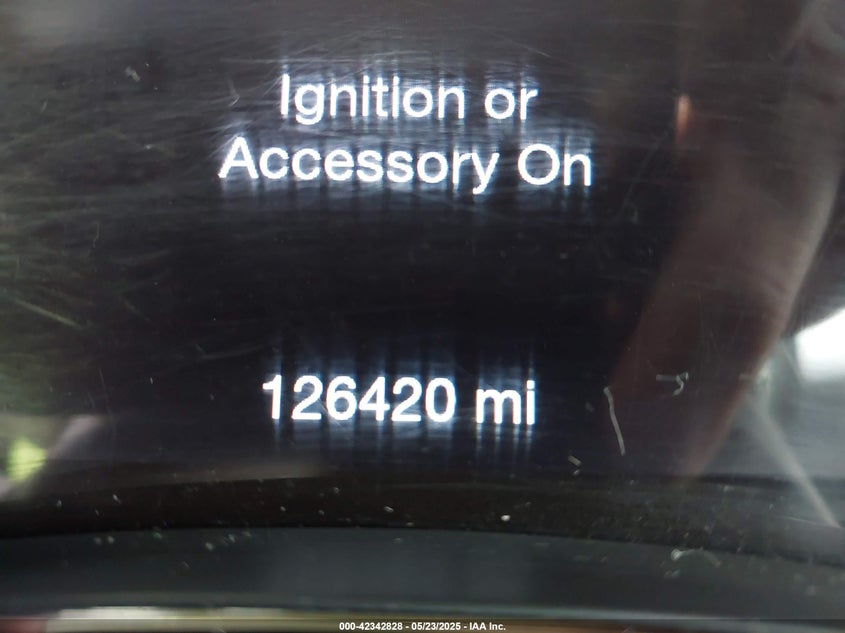 Ignition or
Accessory On
126420 mi
000-42342828 - 05/23/2025 - IAA Inc.